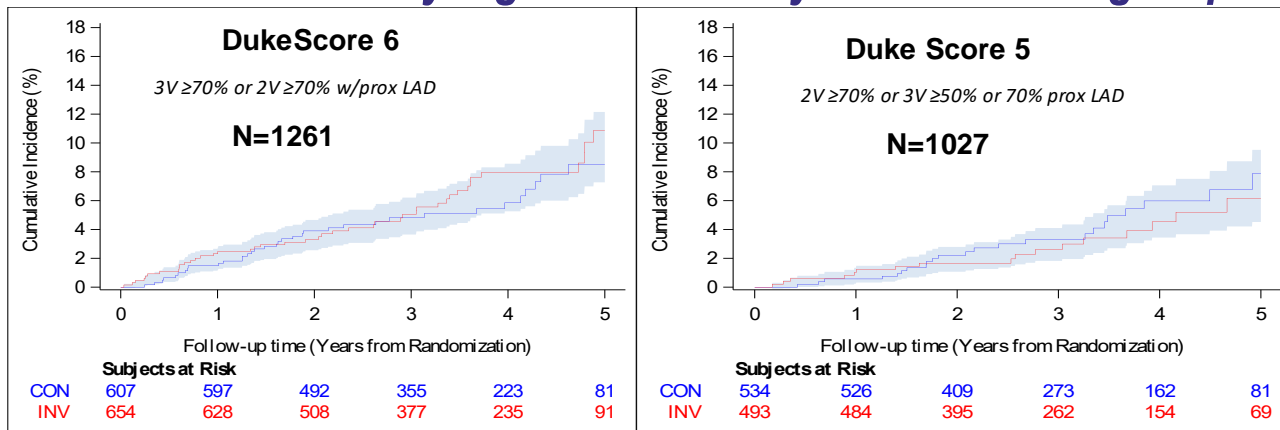 DukeScore 6
3V ≥70% or 2V ≥70% w/prox LAD
N=1261
Cumulative Incidence (%)
18
16
14
12
10
8
6
4
2
0
0 1 2 3 4 5
Follow-up time (Years from Randomization)
Subjects at Risk
CON 607 597 492 355 223 81
INV 654 628 508 377 235 91
Duke Score 5
2V ≥70% or 3V ≥50% or 70% prox LAD
N=1027
Cumulative Incidence (%)
18
16
14
12
10
8
6
4
2
0
0 1 2 3 4 5
Follow-up time (Years from Randomization)
Subjects at Risk
CON 534 526 409 273 162 81
INV 493 484 395 262 154 69